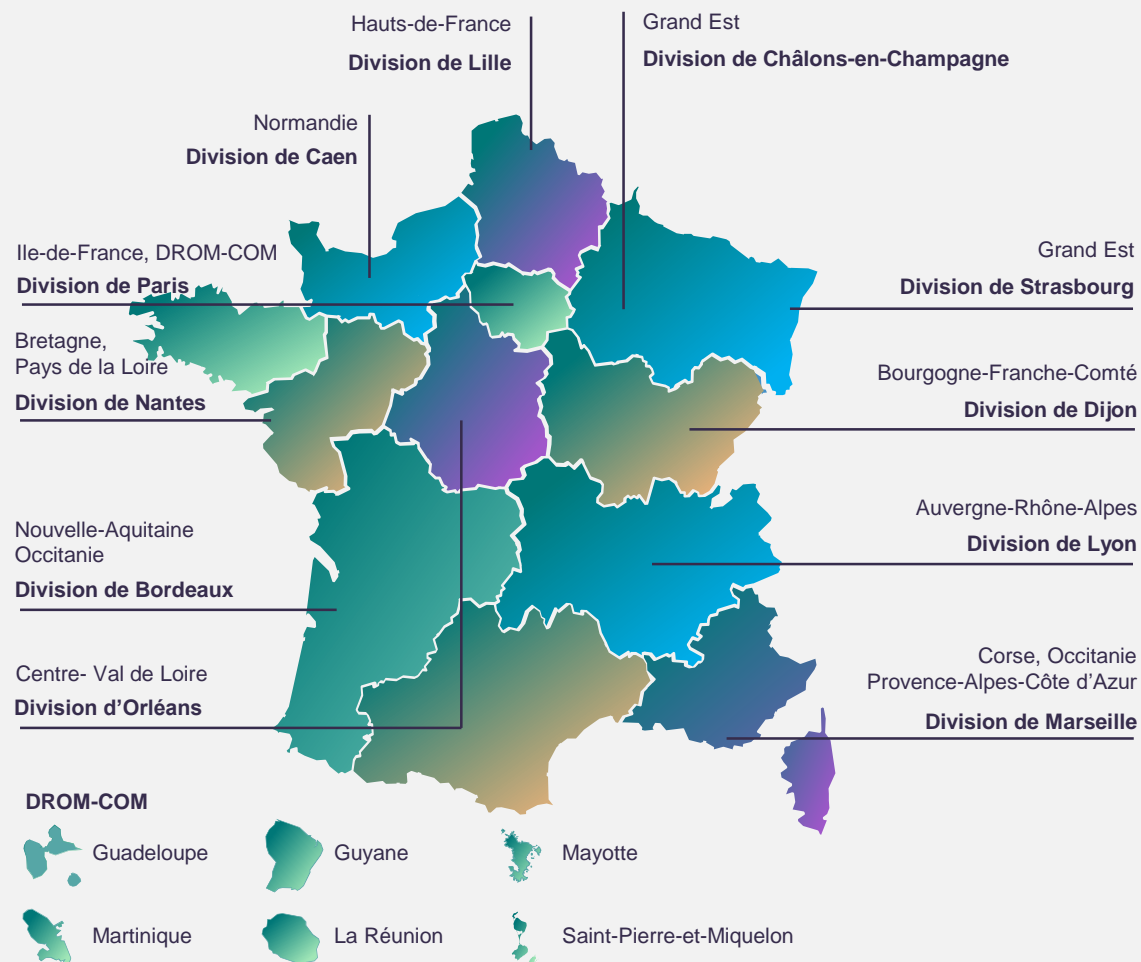 Hauts-de-France
Division de Lille
Grand Est
Division de Châlons-en-Champagne
Normandie
Division de Caen
Ile-de-France, DROM-COM
Division de Paris
Grand Est
Division de Strasbourg
Bretagne,
Pays de la Loire
Division de Nantes
Bourgogne-Franche-Comté
Division de Dijon
Nouvelle-Aquitaine
Occitanie
Division de Bordeaux
Auvergne-Rhône-Alpes
Division de Lyon
Centre- Val de Loire
Division d’Orléans
Corse, Occitanie
Provence-Alpes-Côte d’Azur
Division de Marseille
DROM-COM
Guadeloupe
Guyane
Mayotte
Martinique
La Réunion
Saint-Pierre-et-Miquelon